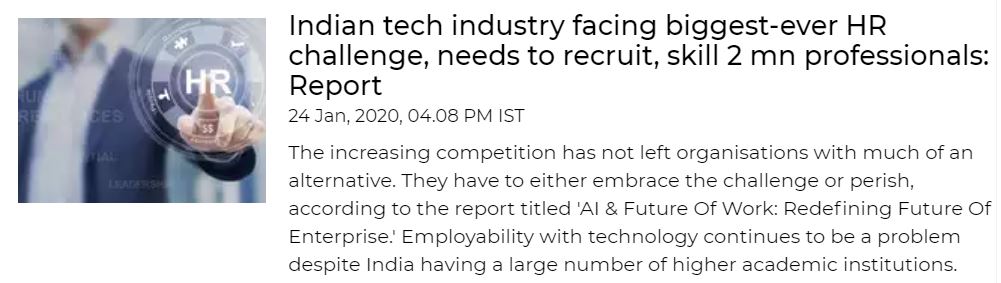 HR
$$
LEADERSHIP
Indian tech industry facing biggest-ever HR
challenge, needs to recruit, skill 2 mn professionals:
Report
24 Jan, 2020, 04.08 PM IST
The increasing competition has not left organisations with much of an
alternative. They have to either embrace the challenge or perish,
according to the report titled 'AI & Future Of Work: Redefining Future Of
Enterprise.' Employability with technology continues to be a problem
despite India having a large number of higher academic institutions.